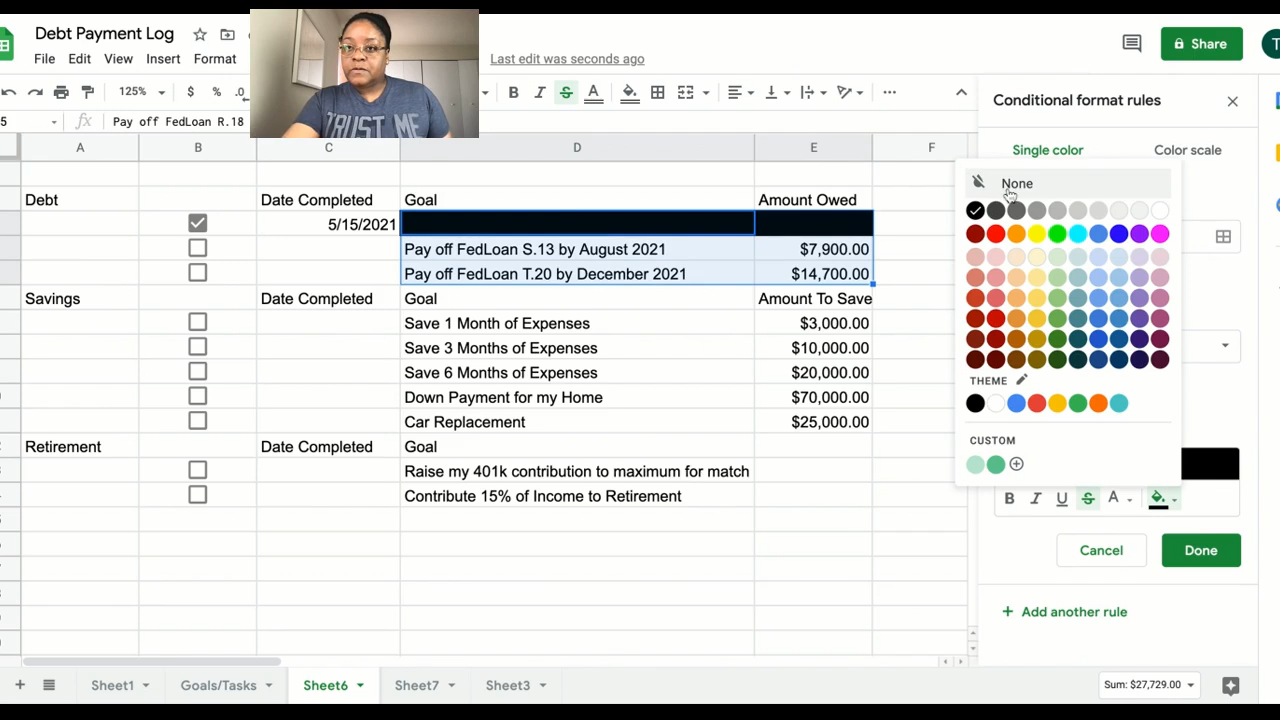 Debt Payment Log
File Edit View Insert Format
Last edit was seconds ago
Share
T
125%
$ % .0
B I S A
5
fx Pay off FedLoan R.18
TRUST ME
Conditional format rules
Single color Color scale
None
THEME
CUSTOM
B I U S A
Cancel Done
Add another rule
A B C D E F
Debt Date Completed Goal Amount Owed
5/15/2021
Pay off FedLoan S.13 by August 2021 $7,900.00
Pay off FedLoan T.20 by December 2021 $14,700.00
Savings Date Completed Goal Amount To Save
Save 1 Month of Expenses $3,000.00
Save 3 Months of Expenses $10,000.00
Save 6 Months of Expenses $20,000.00
Down Payment for my Home $70,000.00
Car Replacement $25,000.00
Retirement Date Completed Goal
Raise my 401k contribution to maximum for match
Contribute 15% of Income to Retirement
Sheet1 Goals/Tasks Sheet6 Sheet7 Sheet3
Sum: $27,729.00